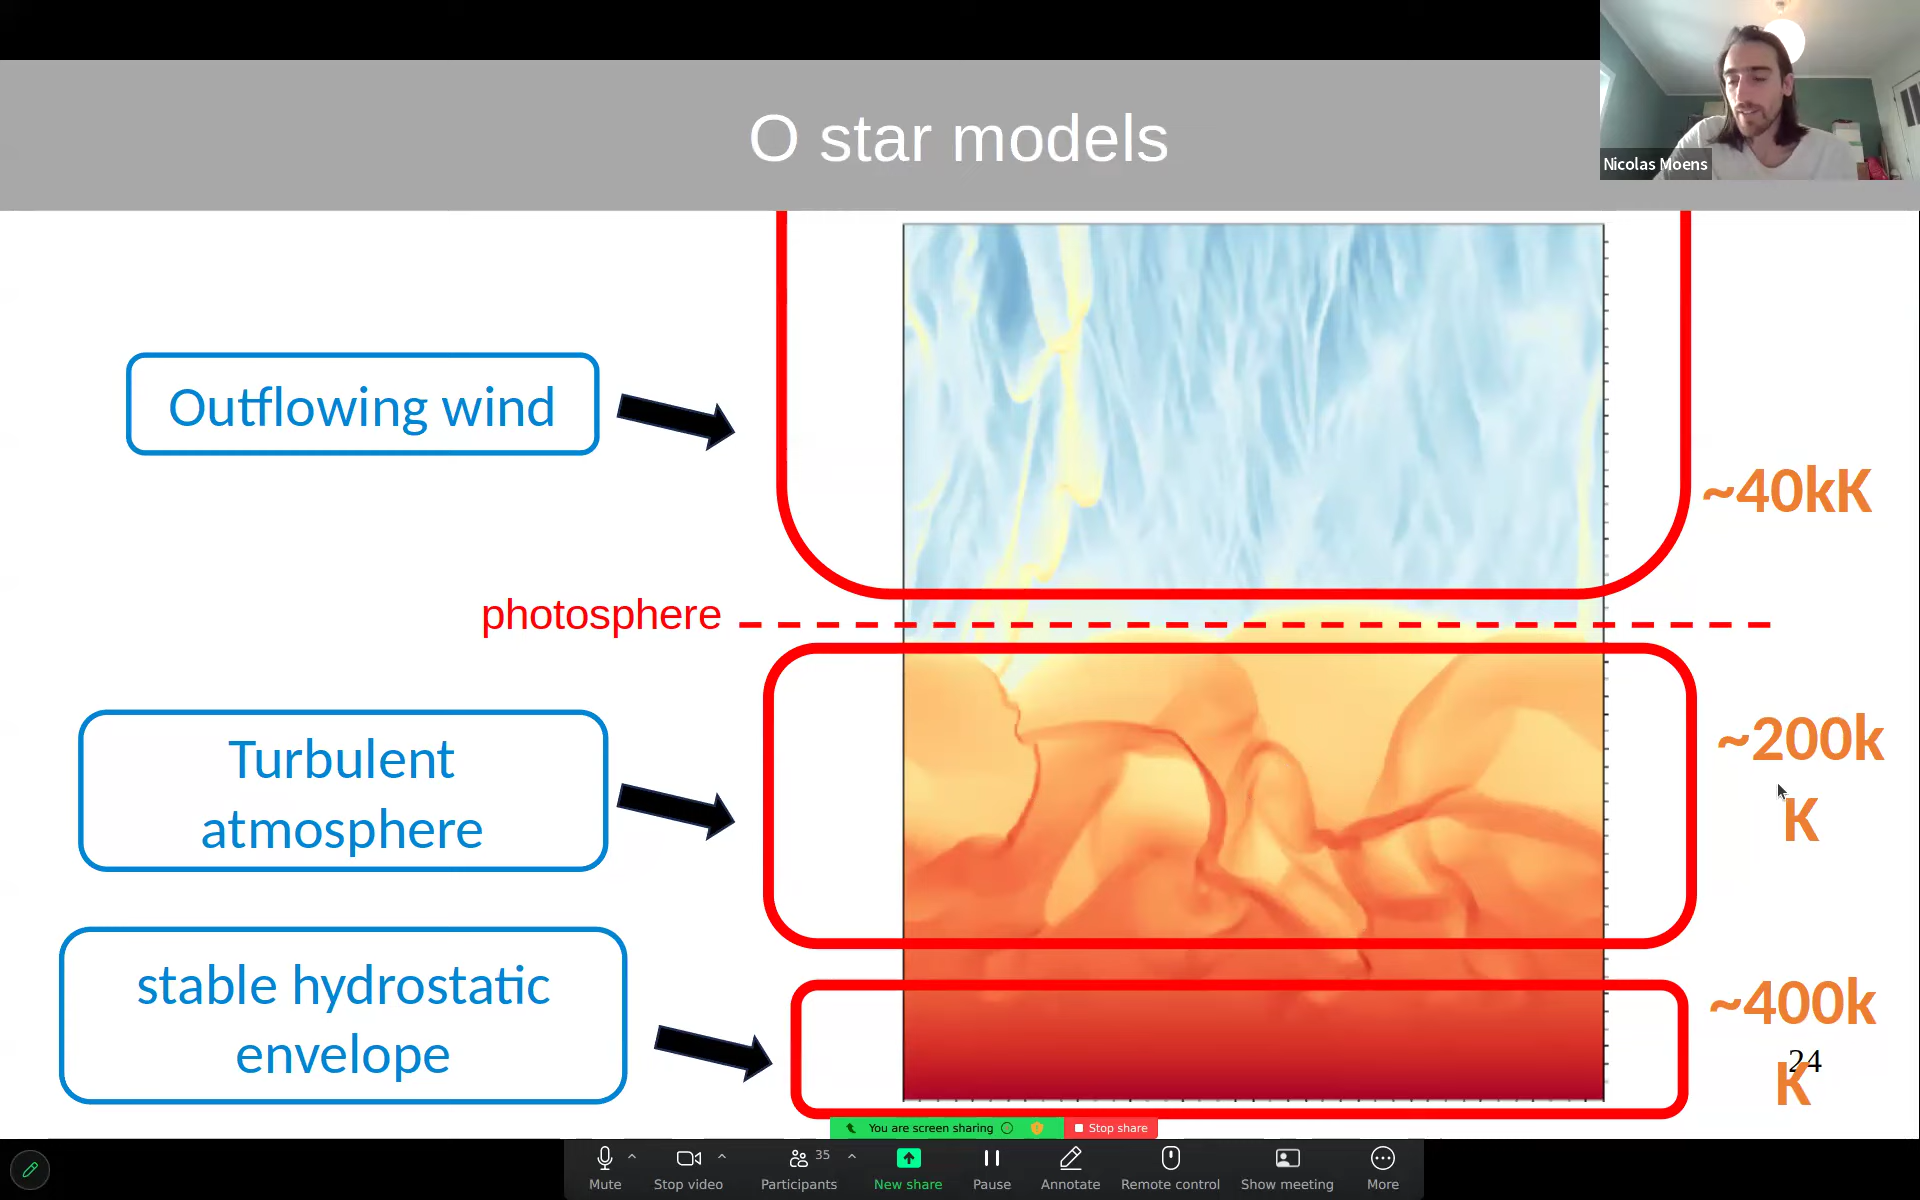 O star models
Nicolas Moens
Outflowing wind
~40kK
photosphere
Turbulent
atmosphere
~200k
K
stable hydrostatic
envelope
~400k
K
24
You are screen sharing
Stop share
Mute
Stop video
Participants
35
New share
Pause
Annotate
Remote control
Show meeting
More